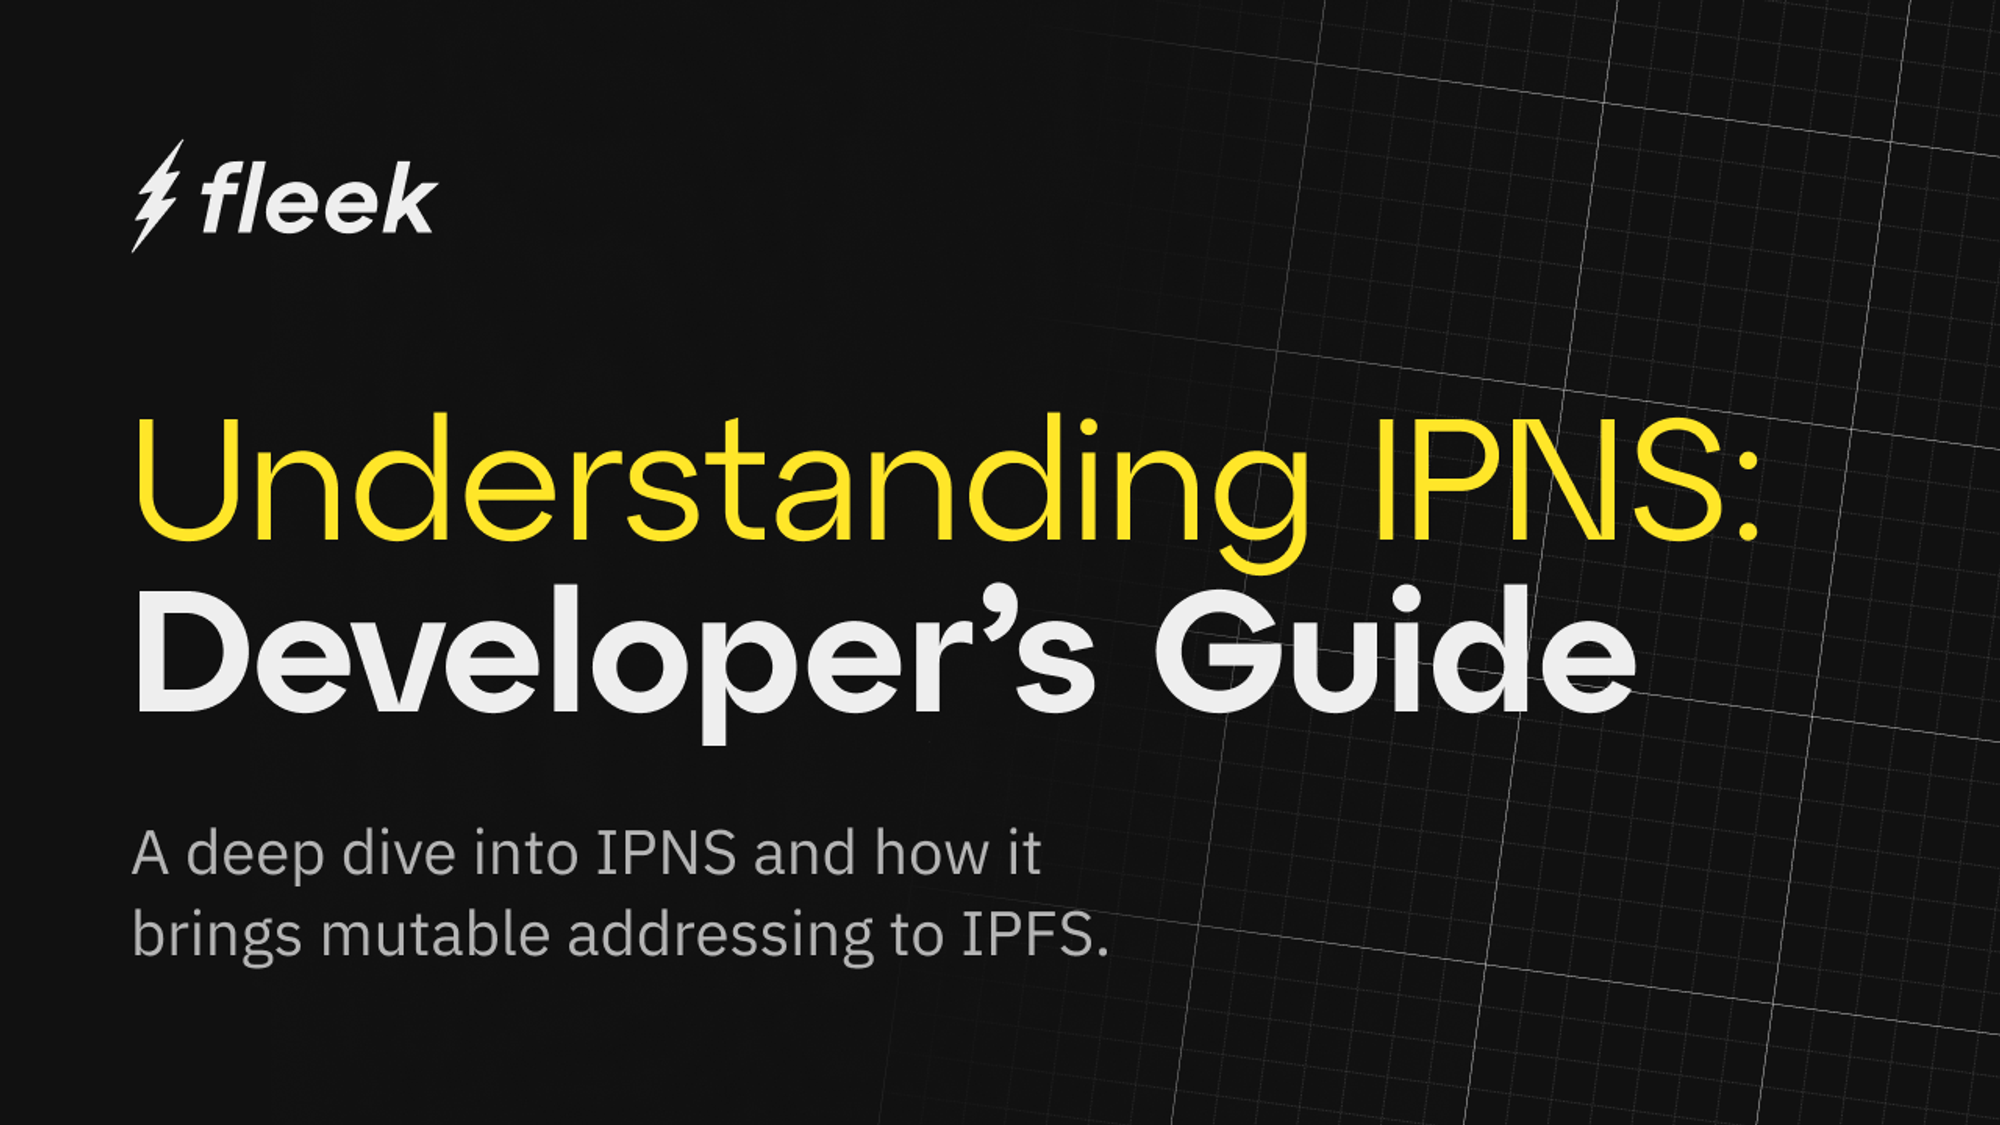 fleek
Understanding IPNS:
Developer’s Guide
A deep dive into IPNS and how it
brings mutable addressing to IPFS.